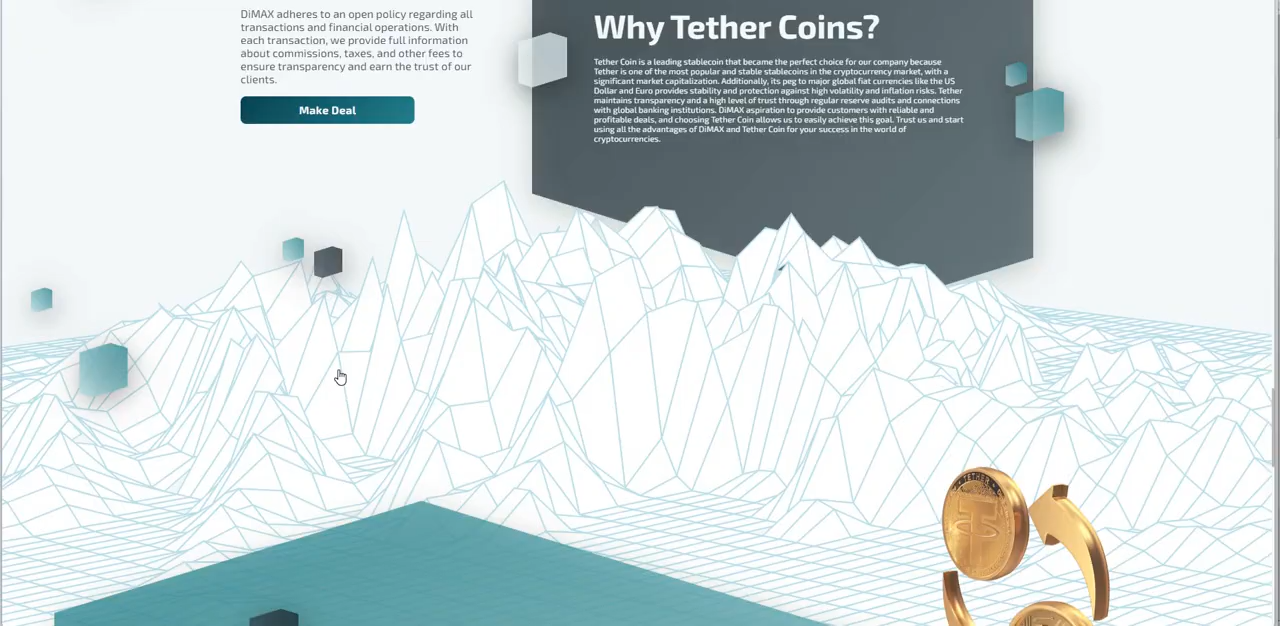 DiMAX adheres to an open policy regarding all
transactions and financial operations. With
each transaction, we provide full information
about commissions, taxes, and other fees to
ensure transparency and earn the trust of our
clients.
Make Deal
Why Tether Coins?
Tether Coin is a leading stablecoin that became the perfect choice for our company because
Tether is one of the most popular and stable stablecoins in the cryptocurrency market, with a
significant market capitalization. Additionally, its peg to major global fiat currencies like the US
Dollar and Euro provides stability and protection against high volatility and inflation risks. Tether
maintains transparency and a high level of trust through regular reserve audits and connections
with global banking institutions. DiMAX aspiration to provide customers with reliable and
profitable deals, and choosing Tether Coin allows us to easily achieve this goal. Trust us and start
using all the advantages of DiMAX and Tether Coin for your success in the world of
cryptocurrencies.
TETHER